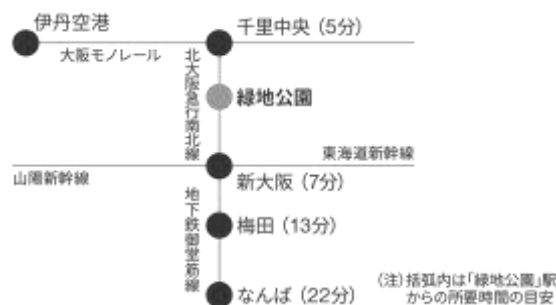 伊丹空港
千里中央（5分）
大阪モノレール
北大阪急行南北線
緑地公園
東海道新幹線
山陽新幹線
新大阪（7分）
地下鉄御堂筋線
梅田（13分）
なんば（22分）
（注）括弧内は「緑地公園」駅
からの所要時間の目安